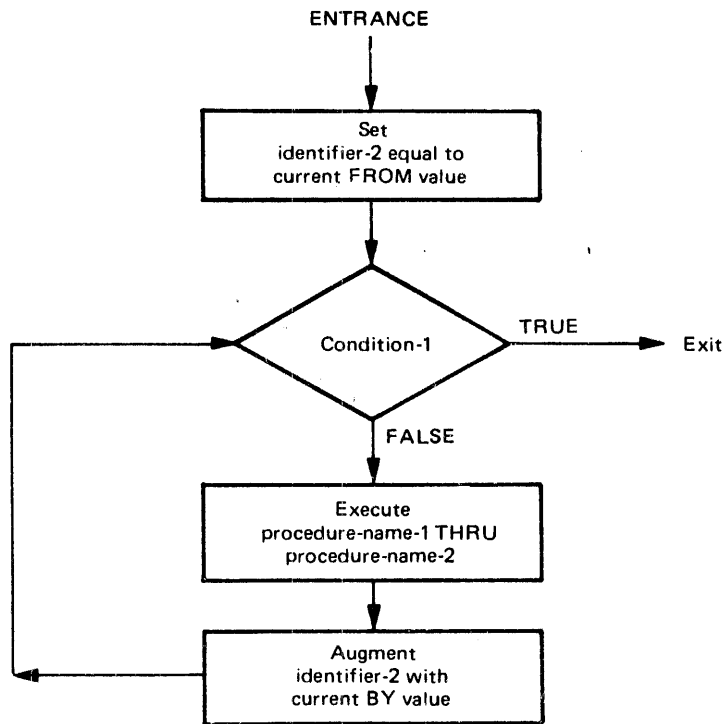 ENTRANCE
Set
identifier-2 equal to
current FROM value
Condition-1
TRUE
Exit
FALSE
Execute
procedure-name-1 THRU
procedure-name-2
Augment
identifier-2 with
current BY value